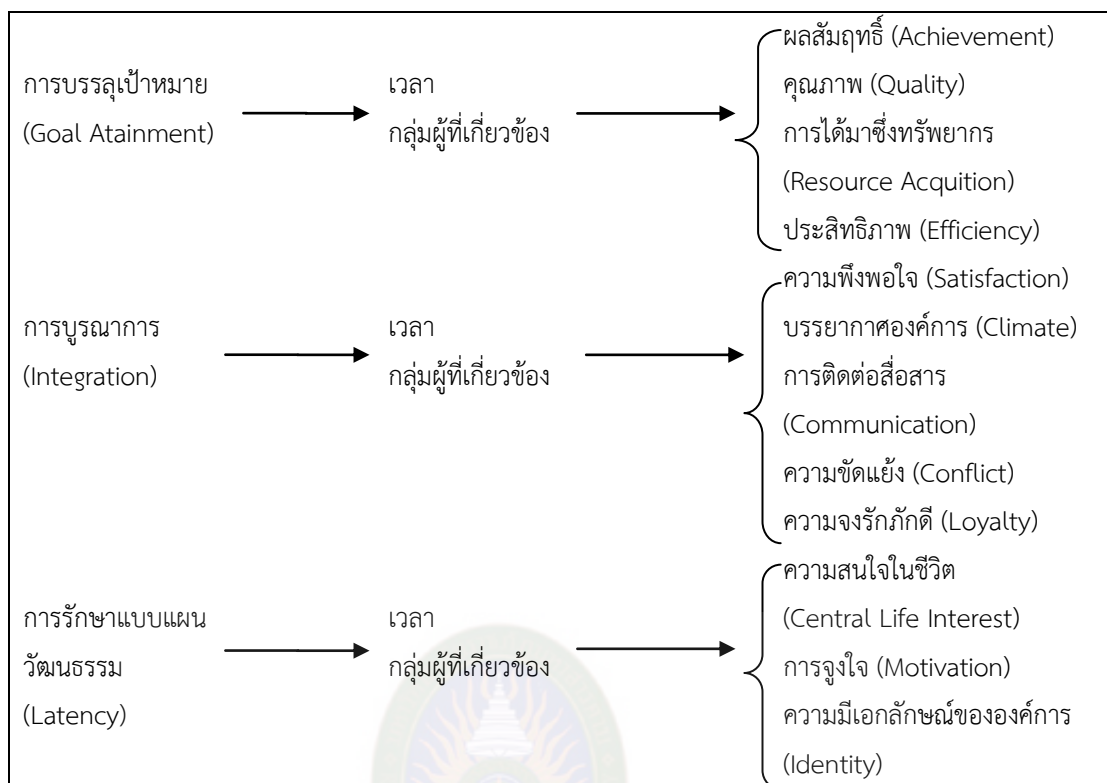 การบรรลุเป้าหมาย
(Goal Atainment)
เวลา
กลุ่มผู้ที่เกี่ยวข้อง
ผลสัมฤทธิ์ (Achievement)
คุณภาพ (Quality)
การได้มาซึ่งทรัพยากร
(Resource Acquition)
ประสิทธิภาพ (Efficiency)
การบูรณาการ
(Integration)
เวลา
กลุ่มผู้ที่เกี่ยวข้อง
ความพึงพอใจ (Satisfaction)
บรรยากาศองค์การ (Climate)
การติดต่อสื่อสาร
(Communication)
ความขัดแย้ง (Conflict)
ความจงรักภักดี (Loyalty)
การรักษาแบบแผน
วัฒนธรรม
(Latency)
เวลา
กลุ่มผู้ที่เกี่ยวข้อง
ความสนใจในชีวิต
(Central Life Interest)
การจูงใจ (Motivation)
ความมีเอกลักษณ์ขององค์การ
(Identity)